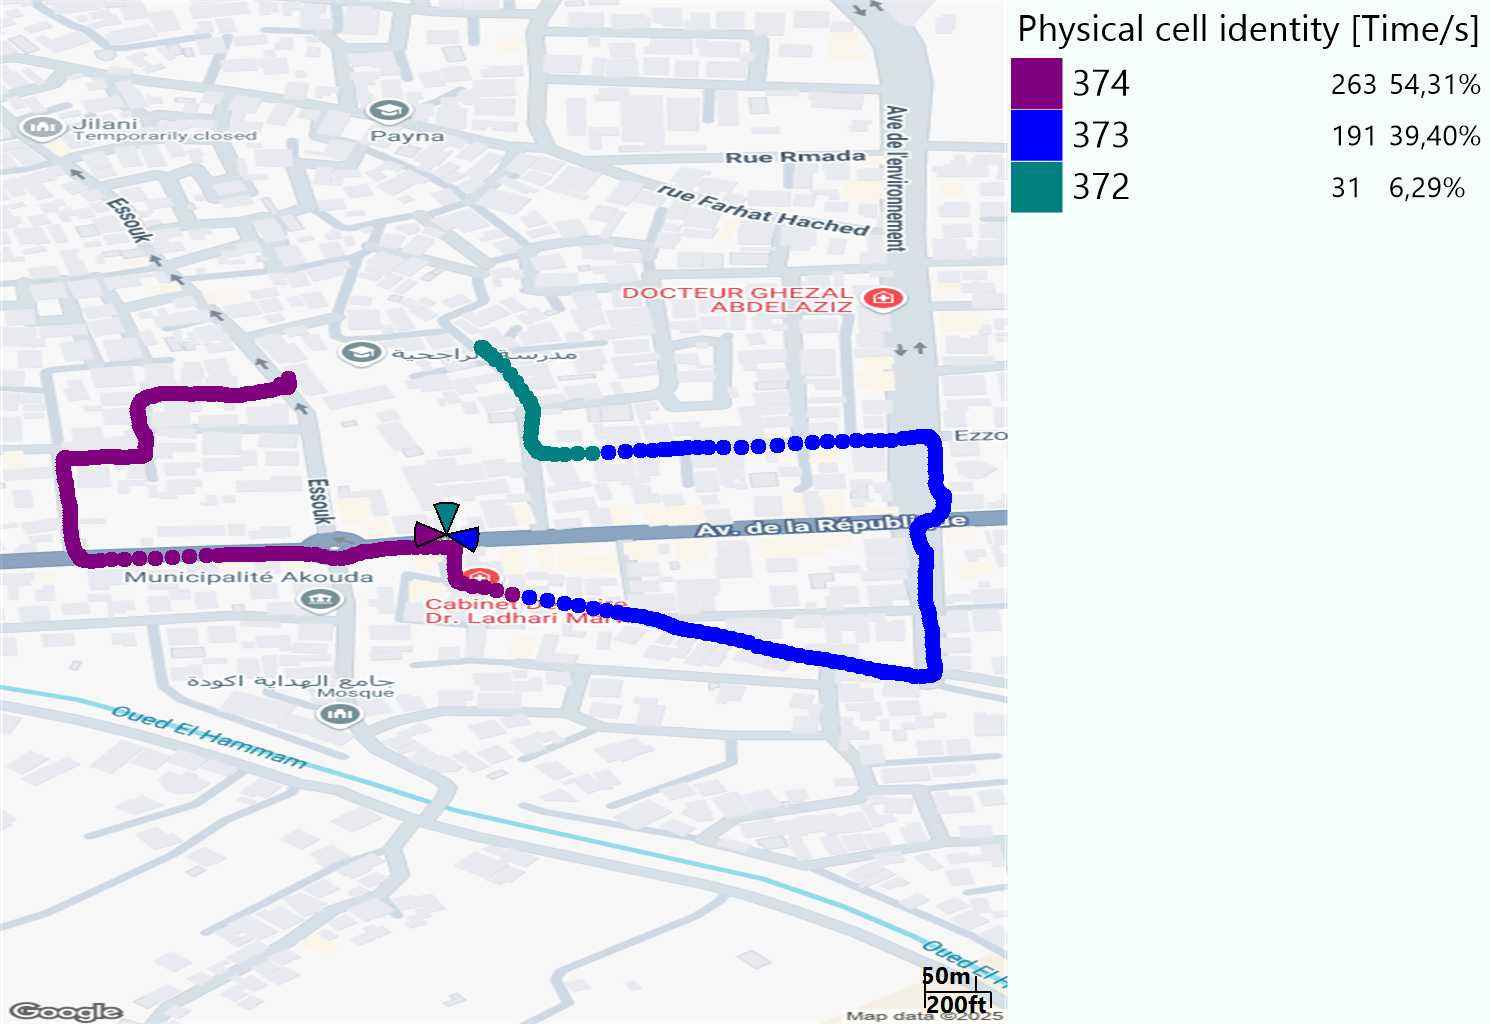 Physical cell identity [Time/s]
374 263 54,31%
373 191 39,40%
372 31 6,29%
Jilani
Temporarily closed
Payna
Rue Rmada
rue Farhat Hached
Ave de l'environnement
Essouk
DOCTEUR GHEZAL
ABDELAZIZ
Ezzo
Essouk
Av. de la République
Municipalité Akouda
Cabinet
Dr. Ladhari
جامع الهداية اكودة
Mosque
Oued El Hammam
Oued El H
50m
200ft
Google
Map data ©2025